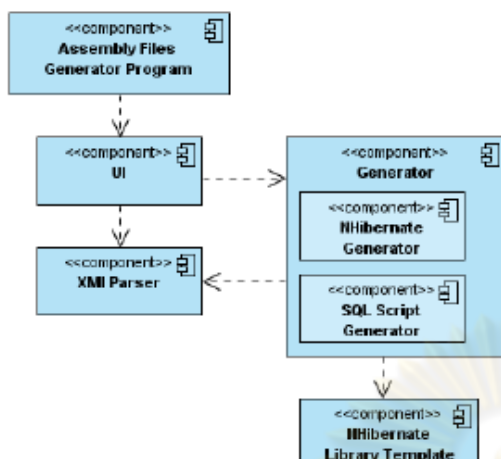 <<component>>
Assembly Files
Generator Program
<<component>>
UI
<<component>>
Generator
<<component>>
NHibernate
Generator
<<component>>
XMI Parser
<<component>>
SQL Script
Generator
<<component>>
NHibernate
Library Template